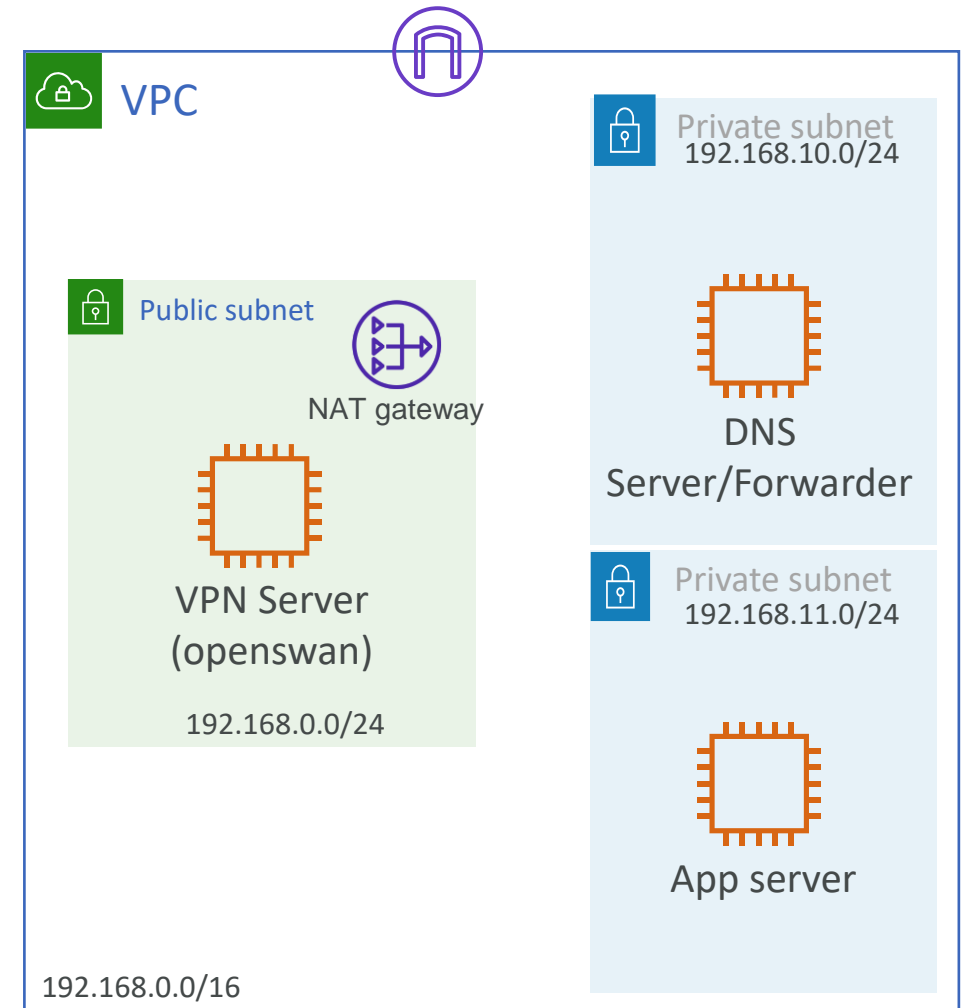 VPC
Private subnet
192.168.10.0/24
Public subnet
NAT gateway
DNS
Server/Forwarder
VPN Server
(openswan)
192.168.0.0/24
Private subnet
192.168.11.0/24
App server
192.168.0.0/16